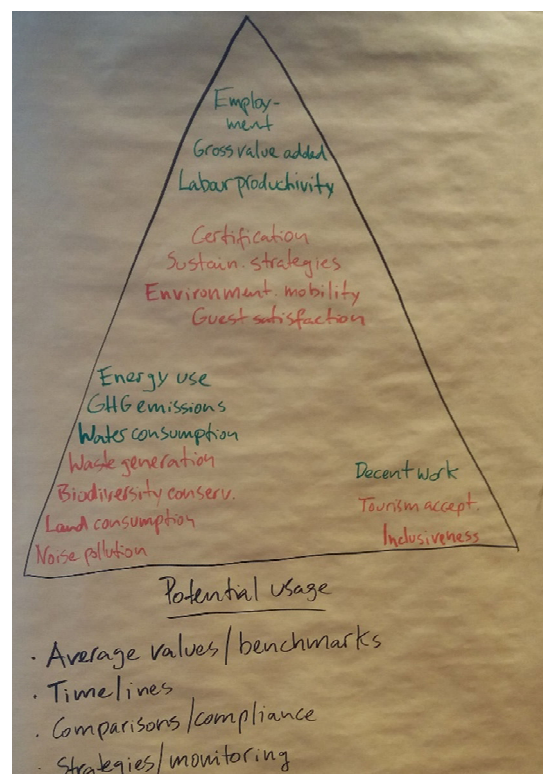 Employ-
ment
Gross value added
Labour productivity
Certification
Sustain. strategies
Environment. mobility
Guest satisfaction
Energy use
GHG emissions
Water consumption
Waste generation
Biodiversity conserv.
Land consumption
Noise pollution
Decent work
Tourism accept.
Inclusiveness
Potential usage
· Average values/benchmarks
· Timelines
· Comparisons/compliance
· Strategies/monitoring